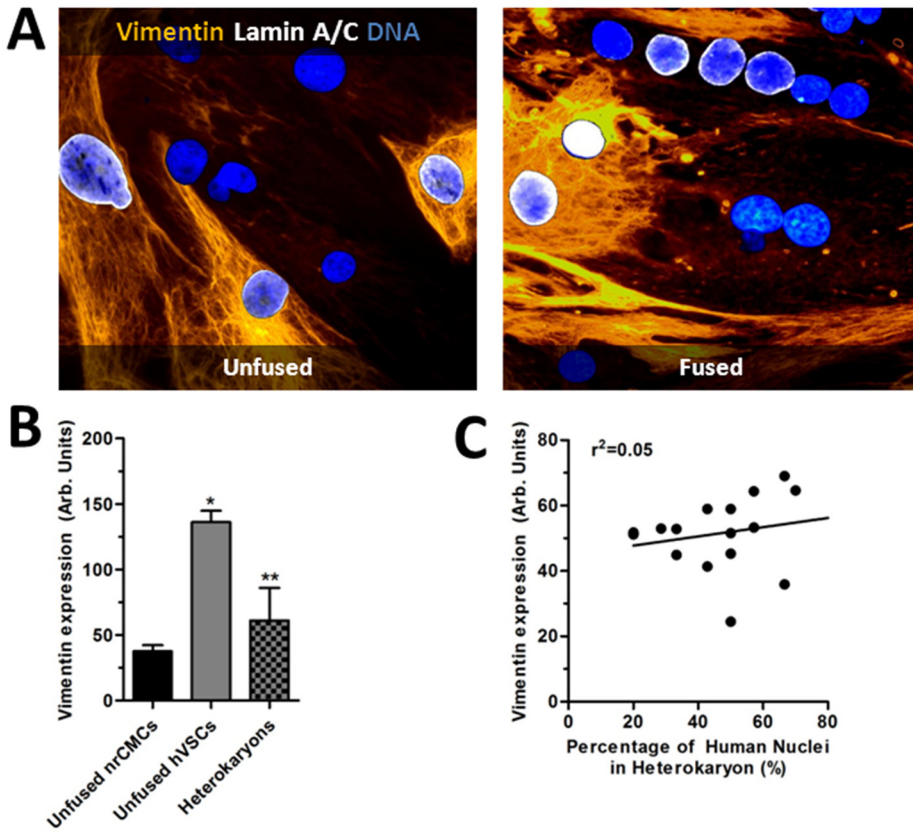 A
Vimentin Lamin A/C DNA
Unfused
Fused
B
Vimentin expression (Arb. Units)
200
150
100
50
0
*
**
Unfused nrCMCs
Unfused hVSCs
Heterokaryons
C
Vimentin expression (Arb. Units)
80
60
40
20
0
r²=0.05
0 20 40 60 80
Percentage of Human Nuclei
in Heterokaryon (%)